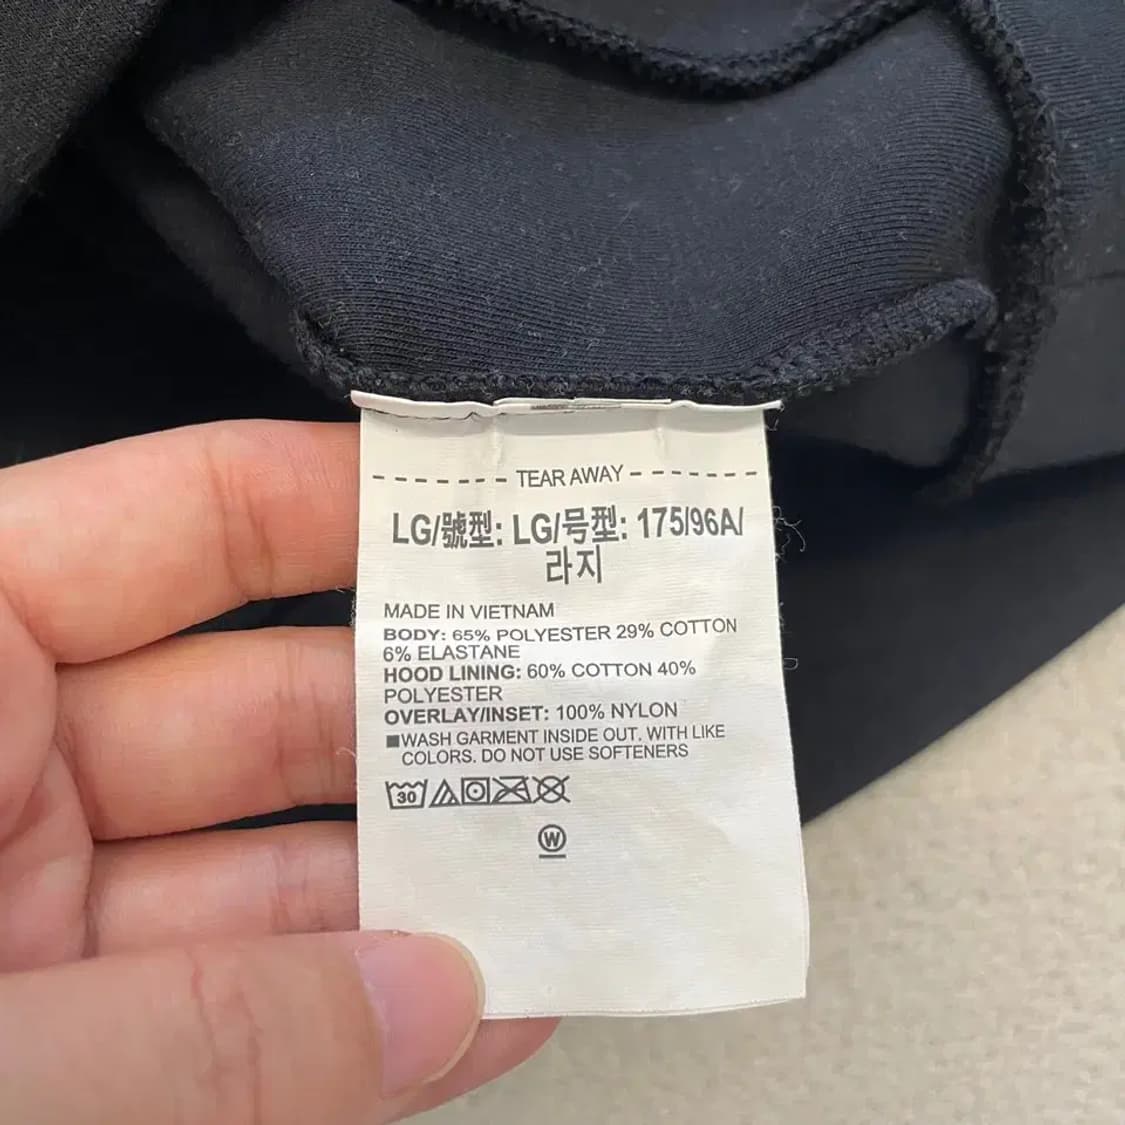 TEAR AWAY
LG/號型: LG/号型: 175/96A/
라지
MADE IN VIETNAM
BODY: 65% POLYESTER 29% COTTON
6% ELASTANE
HOOD LINING: 60% COTTON 40%
POLYESTER
OVERLAY/INSET: 100% NYLON
WASH GARMENT INSIDE OUT. WITH LIKE
COLORS. DO NOT USE SOFTENERS
30
W